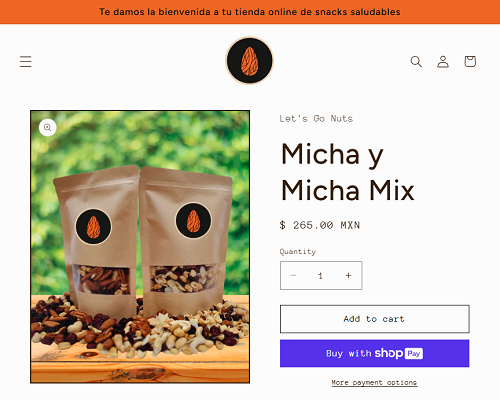 Te damos la bienvenida a tu tienda online de snacks saludables
Let's Go Nuts
Micha y
Micha Mix
$ 265.00 MXN
Quantity
− 1 +
Add to cart
Buy with shop Pay
More payment options